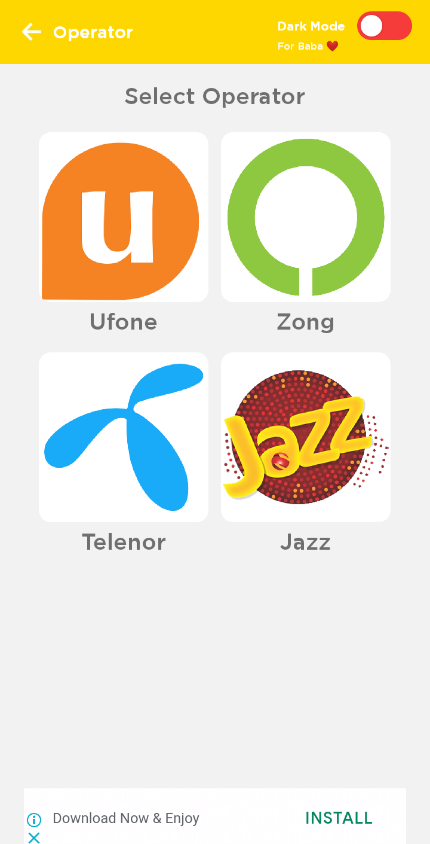 Operator
Dark Mode
For Baba ❤️
Select Operator
u
Ufone
Zong
Jazz
Telenor
Jazz
Download Now & Enjoy
INSTALL